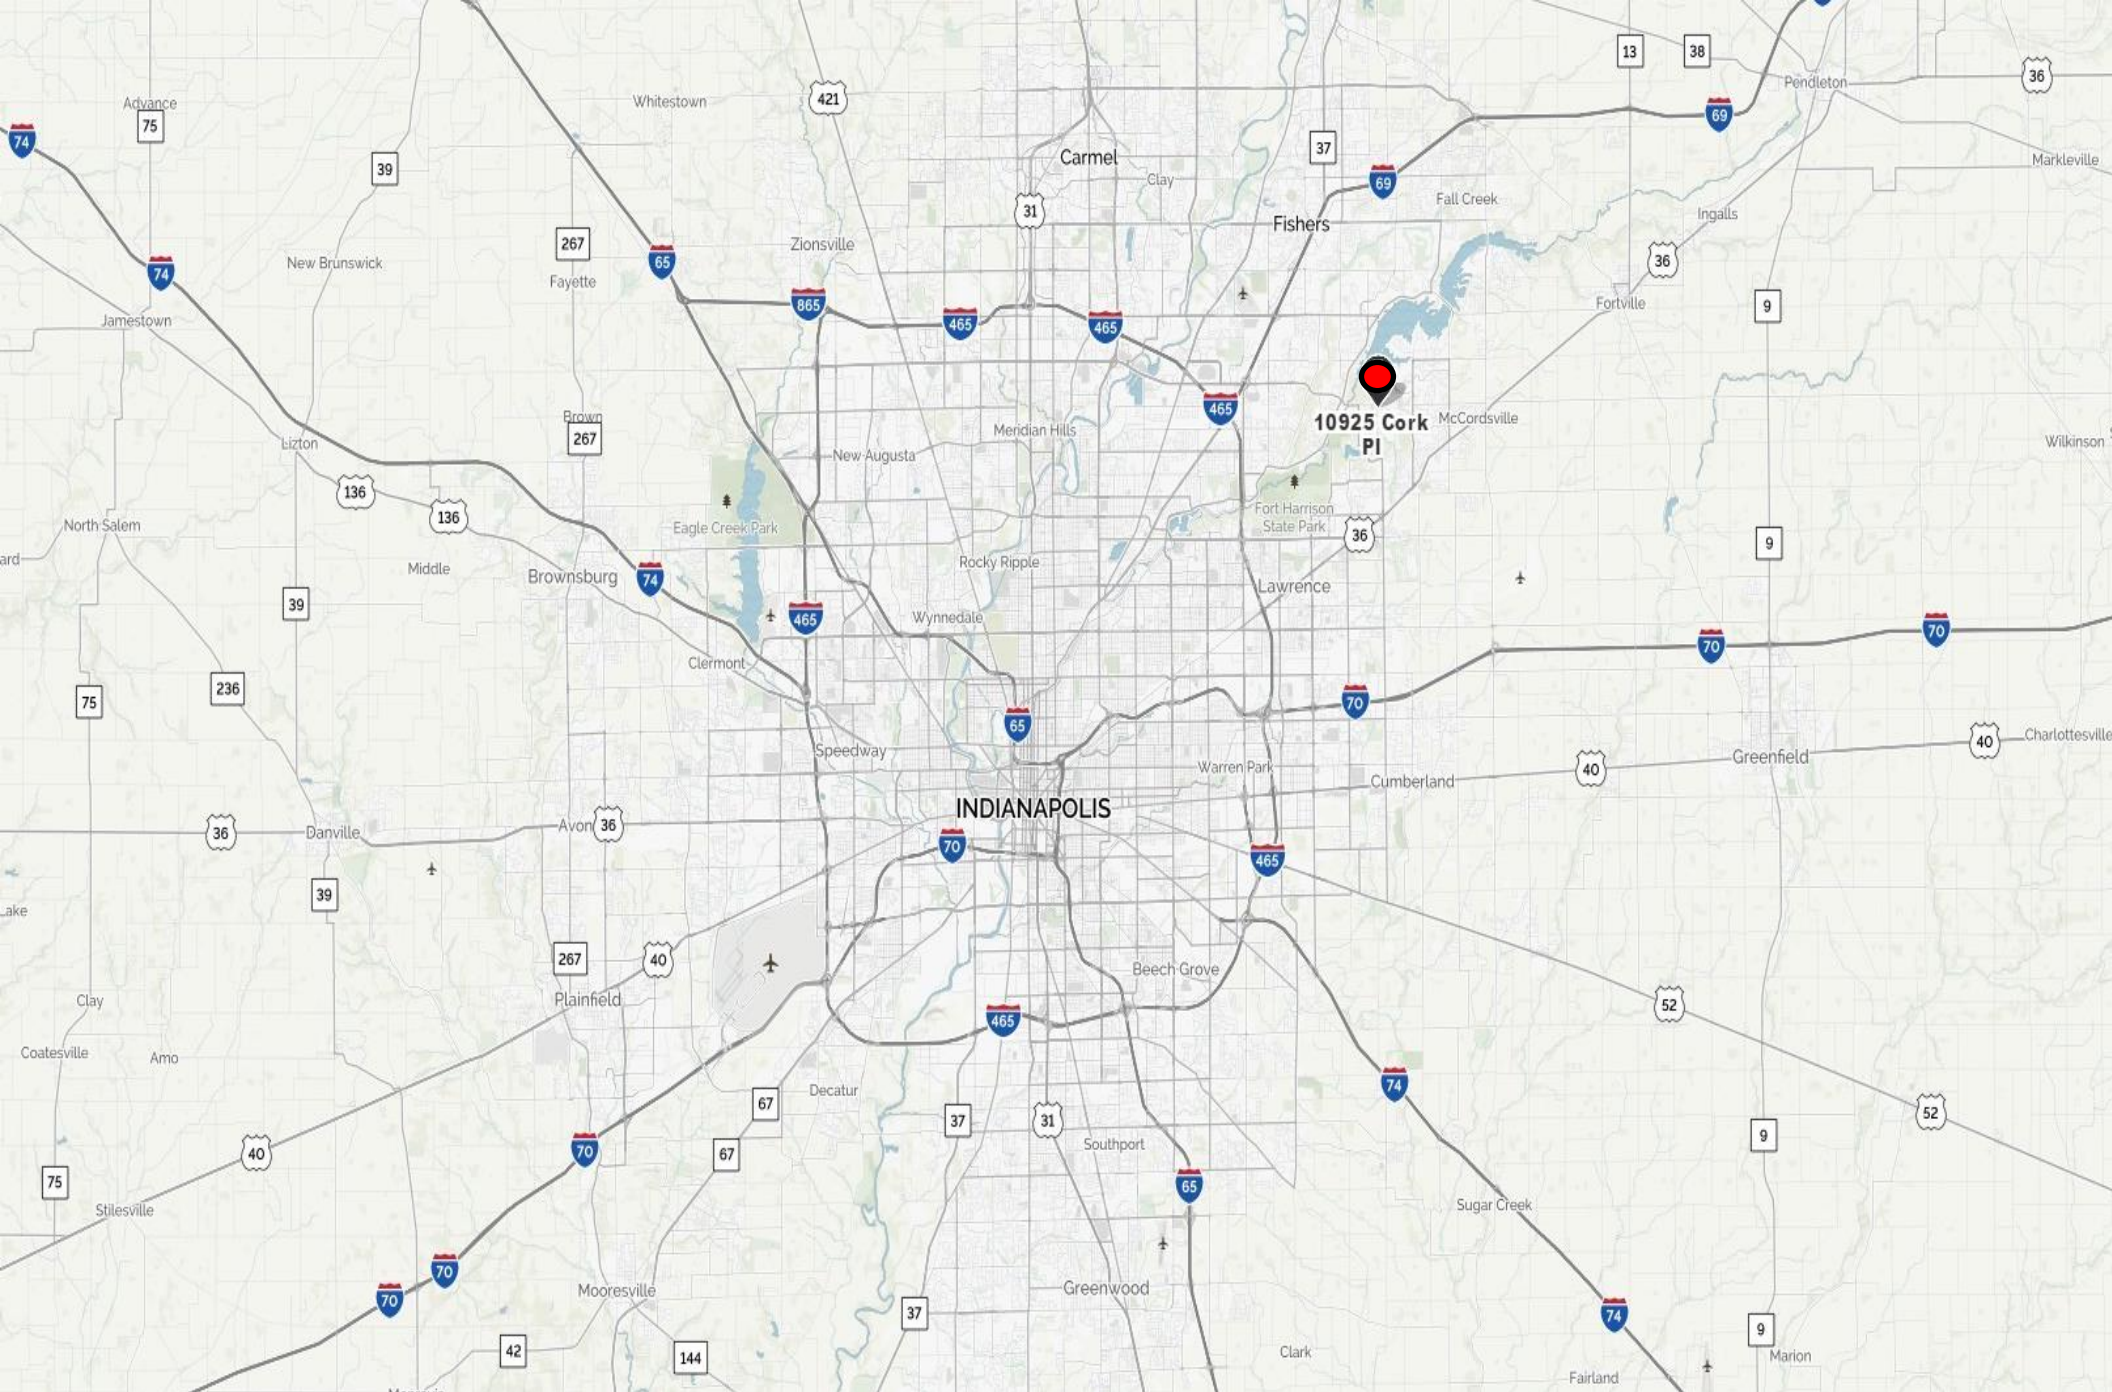 13
38
36
Pendleton
Advance
Whitestown
421
69
75
74
37
Markleville
Carmel
39
Clay
69
Fall Creek
31
Ingalls
Fishers
267
Zionsville
65
36
New Brunswick
74
Fayette
865
Fortville
9
Jamestown
465
465
465
10925 Cork
Pl
McCordsville
Brown
267
Meridian Hills
Lizton
Wilkinson
New Augusta
136
136
North Salem
Eagle Creek Park
Fort Harrison
State Park
36
9
ard
Middle
Rocky Ripple
Brownsburg
74
Lawrence
39
465
Wynnedale
70
70
Clermont
236
75
70
65
Speedway
40
Charlottesville
Greenfield
Warren Park
40
Cumberland
INDIANAPOLIS
36
Danville
Avon
36
70
465
39
Lake
267
40
Beech Grove
Plainfield
Clay
52
465
Coatesville
Amo
74
Decatur
67
37
31
52
9
Southport
40
70
67
75
65
Stilesville
Sugar Creek
70
Mooresville
Greenwood
70
37
74
9
42
144
Clark
Marion
Fairland